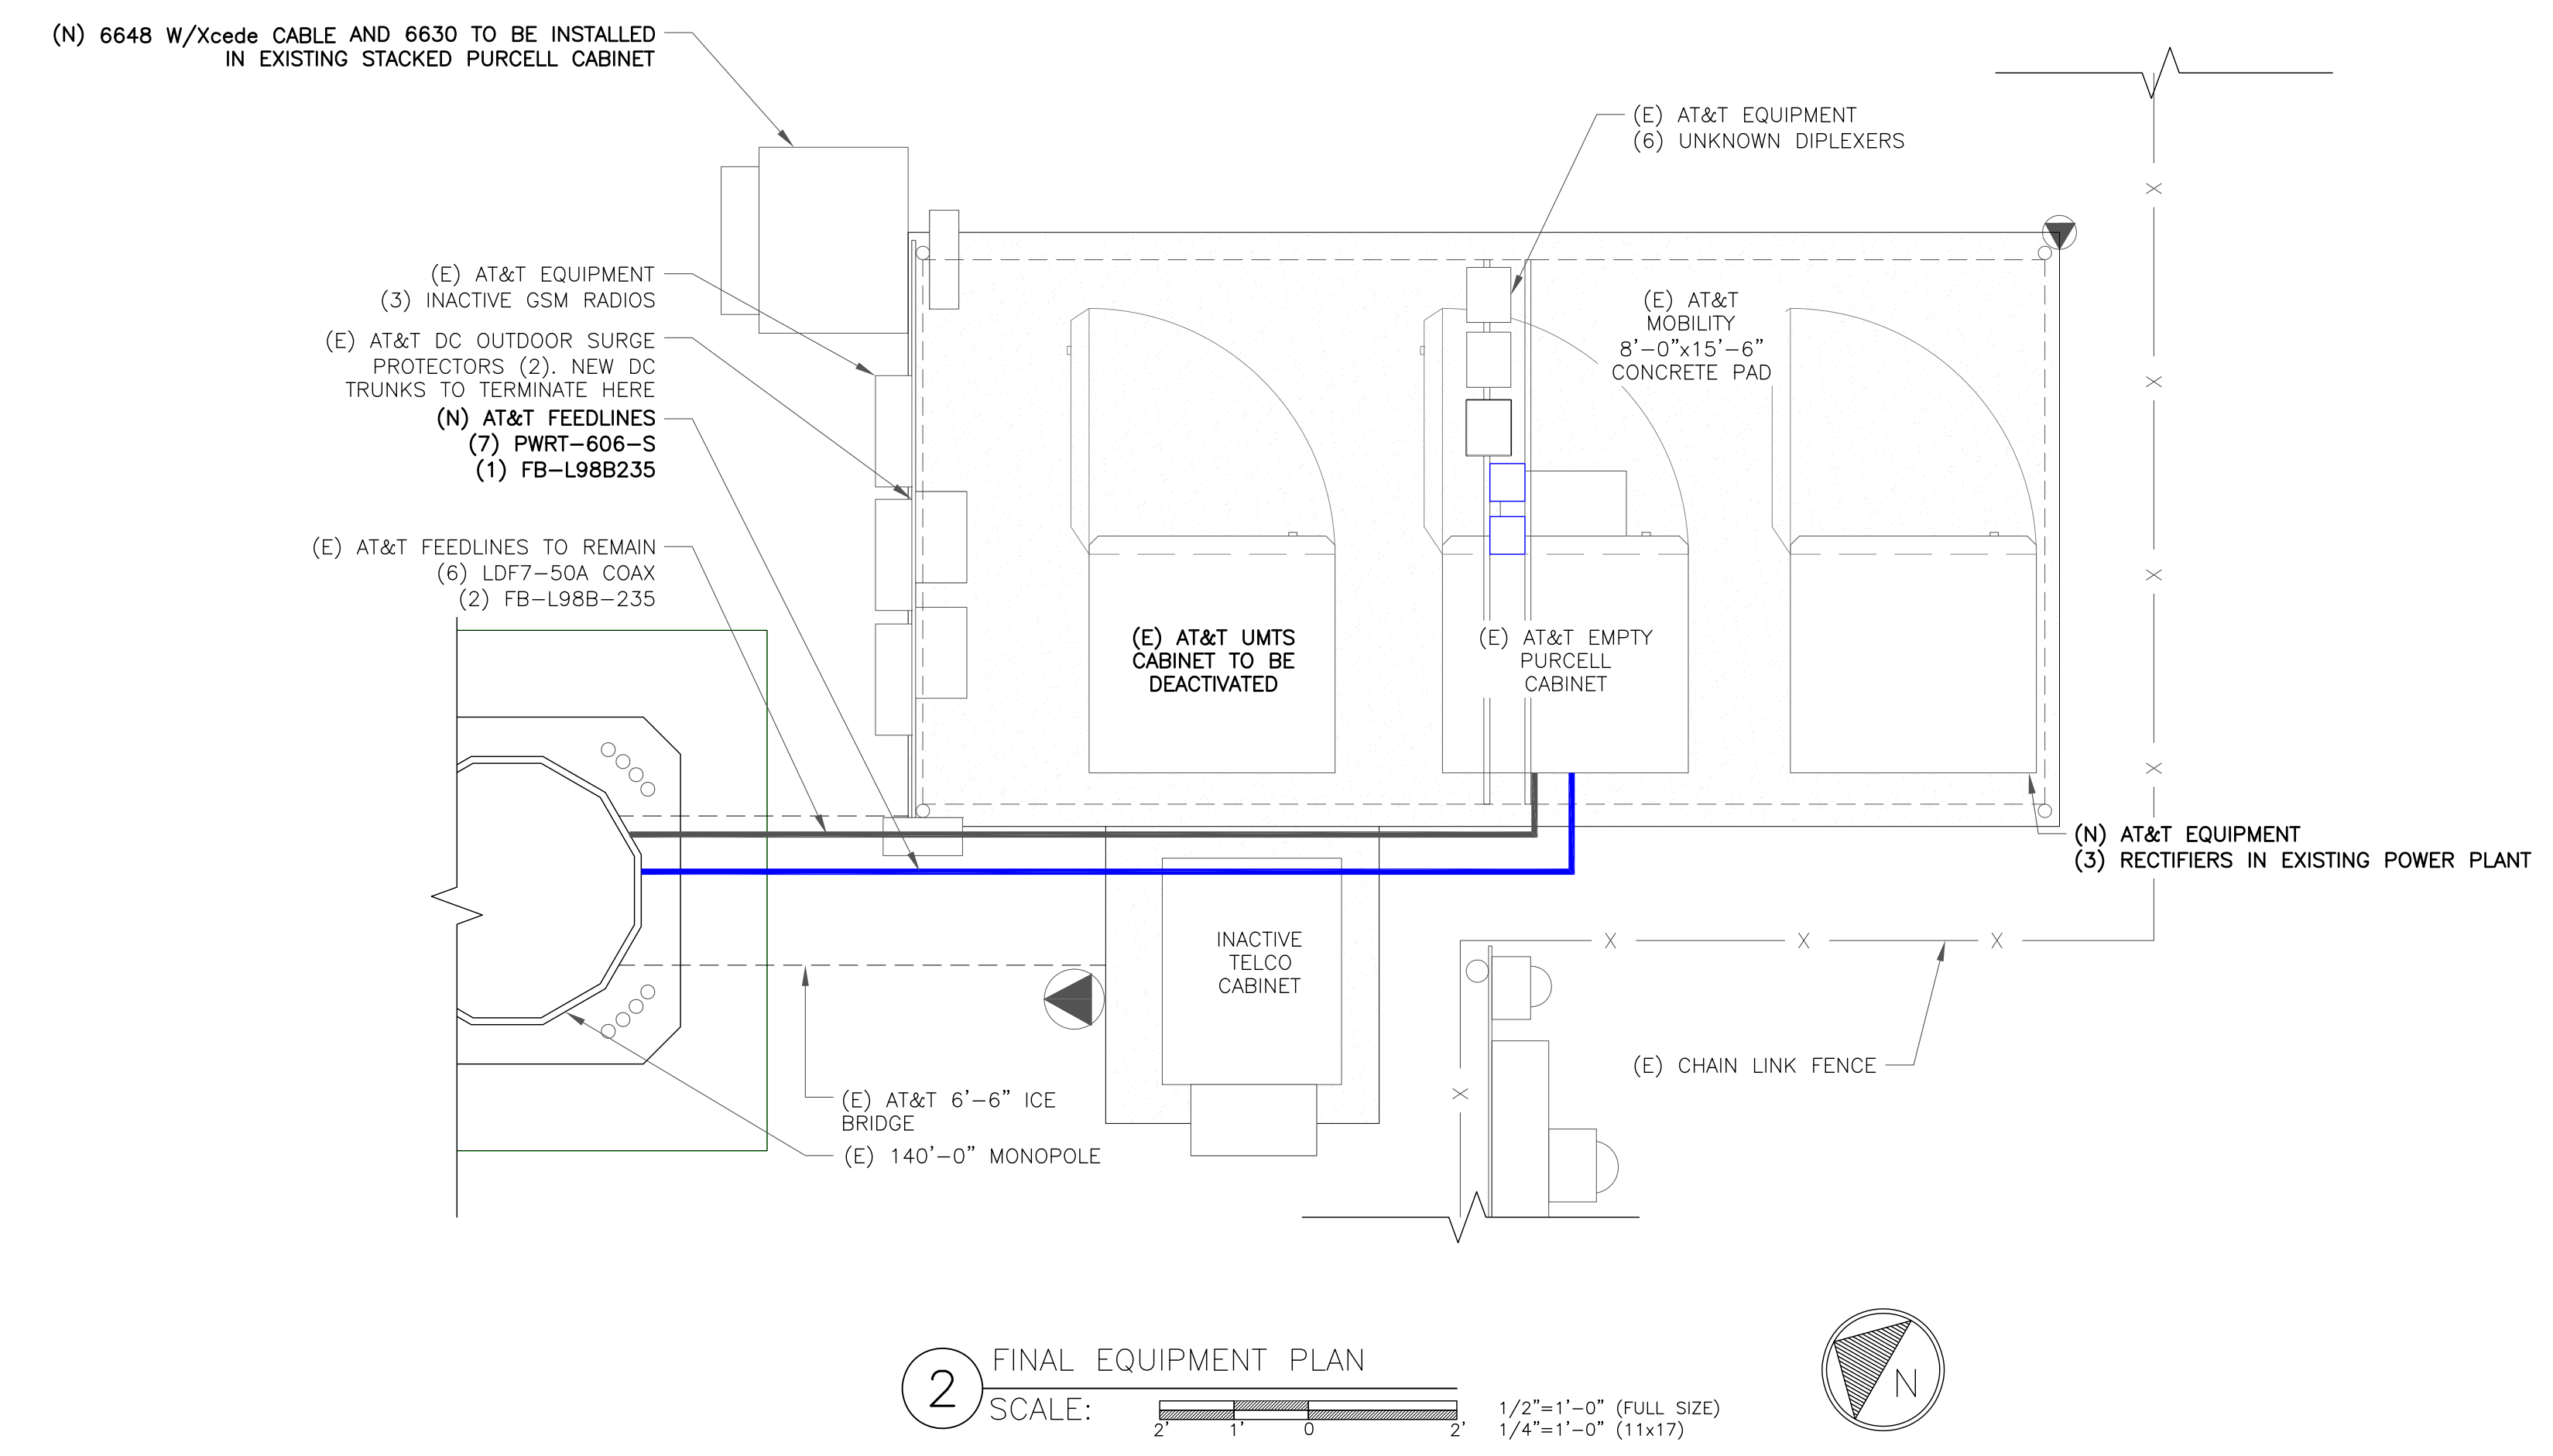 (N) 6648 W/Xcede CABLE AND 6630 TO BE INSTALLED
IN EXISTING STACKED PURCELL CABINET
(E) AT&T EQUIPMENT
(6) UNKNOWN DIPLEXERS
(E) AT&T EQUIPMENT
(3) INACTIVE GSM RADIOS
(E) AT&T DC OUTDOOR SURGE
PROTECTORS (2). NEW DC
TRUNKS TO TERMINATE HERE
(N) AT&T FEEDLINES
(7) PWRT-606-S
(1) FB-L98B235
(E) AT&T FEEDLINES TO REMAIN
(6) LDF7-50A COAX
(2) FB-L98B-235
(E) AT&T
MOBILITY
8'-0"x15'-6"
CONCRETE PAD
(E) AT&T UMTS
CABINET TO BE
DEACTIVATED
(E) AT&T EMPTY
PURCELL
CABINET
(N) AT&T EQUIPMENT
(3) RECTIFIERS IN EXISTING POWER PLANT
INACTIVE
TELCO
CABINET
(E) CHAIN LINK FENCE
(E) AT&T 6'-6" ICE
BRIDGE
(E) 140'-0" MONOPOLE
X
X
X
X
X
X
X
X
2
FINAL EQUIPMENT PLAN
SCALE:
2' 1' 0 2'
1/2"=1'-0" (FULL SIZE)
1/4"=1'-0" (11x17)
N